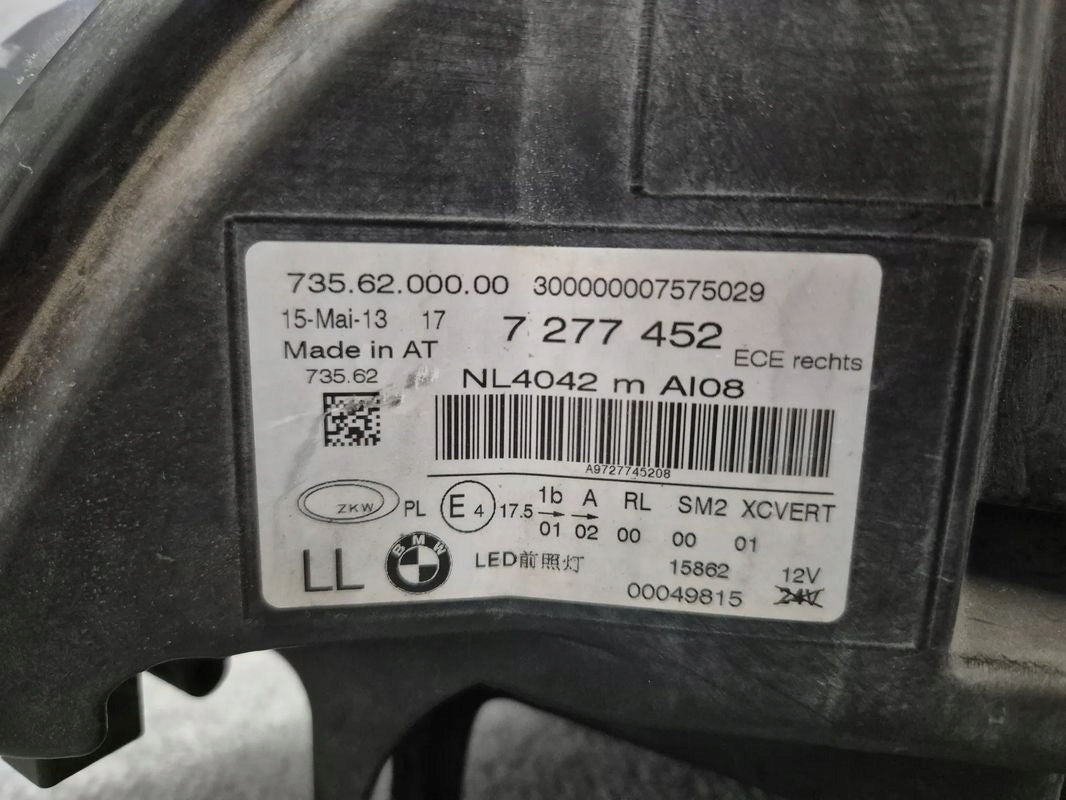 735.62.000.00 300000007575029
15-Mai-13 17 7 277 452
Made in AT ECE rechts
735.62 NL4042 m AI08
A9727745208
ZKW PL E4 17.5 1b A RL SM2 XCVERT
01 02 00 00 01
LL BMW LED前照灯 15862 12V
00049815 24V